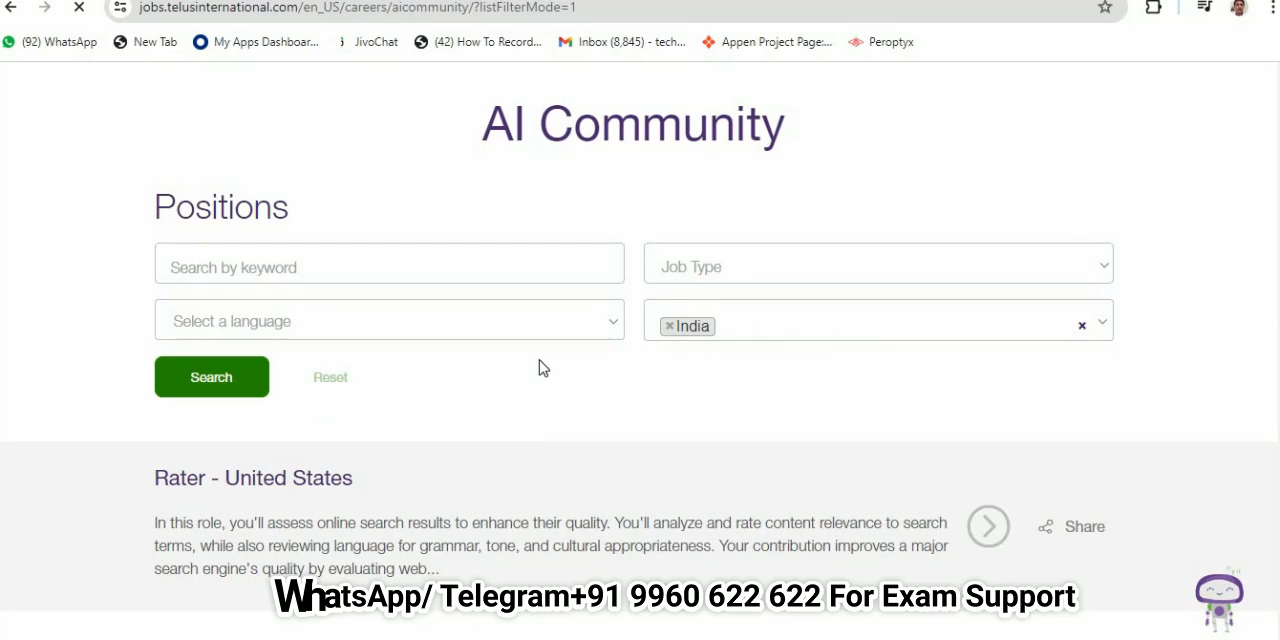 jobs.telusinternational.com/en_US/careers/aicommunity/?listFilterMode=1
(92) WhatsApp New Tab My Apps Dashboar... JivoChat (42) How To Record... Inbox (8,845) - tech... Appen Project Page:... Peroptyx
AI Community
Positions
Search by keyword Job Type
Select a language ×India ×
Search Reset
Rater - United States
In this role, you'll assess online search results to enhance their quality. You'll analyze and rate content relevance to search
terms, while also reviewing language for grammar, tone, and cultural appropriateness. Your contribution improves a major
search engine's quality by evaluating web...
Share
WhatsApp/ Telegram+91 9960 622 622 For Exam Support